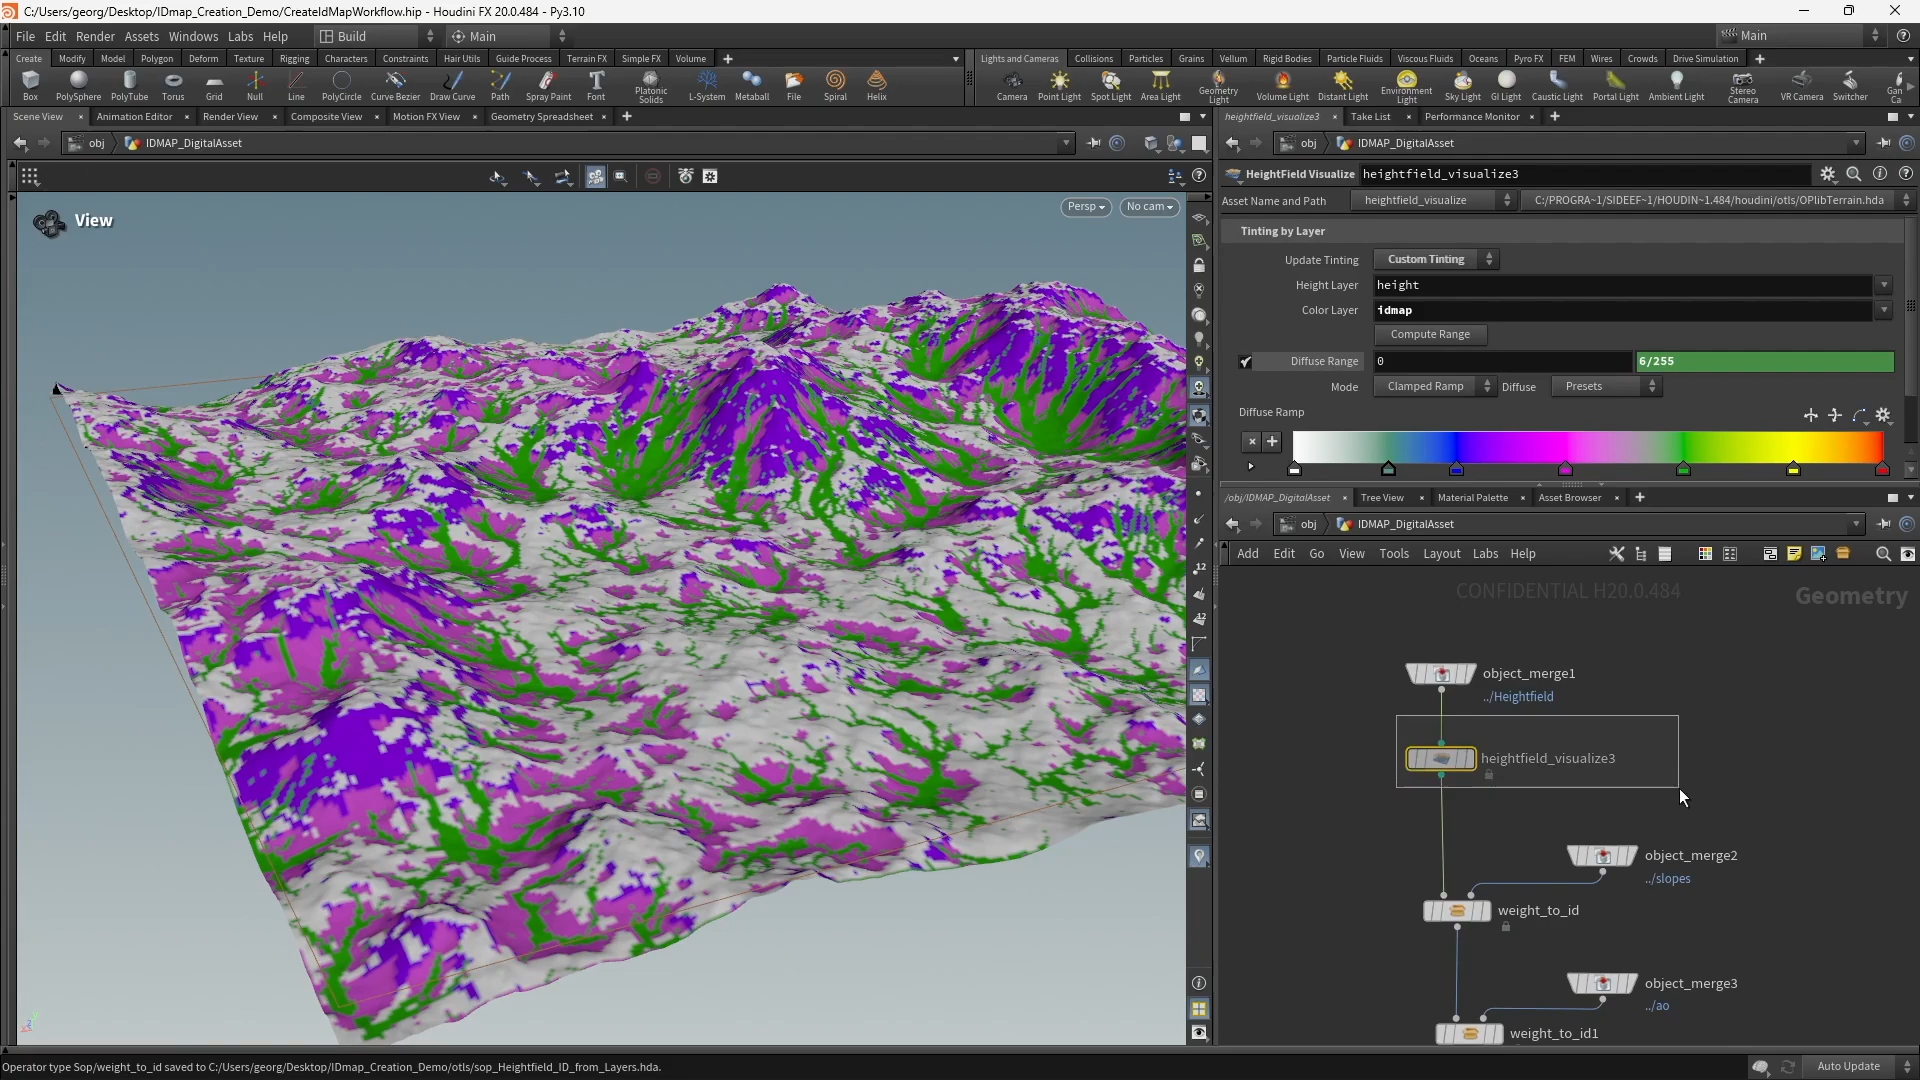 C:/Users/georg/Desktop/IDmap_Creation_Demo/CreateIdMapWorkflow.hip - Houdini FX 20.0.484 - Py3.10
File Edit Render Assets Windows Labs Help Build Main Main
Create Modify Model Polygon Deform Texture Rigging Characters Constraints Hair Utils Guide Process Terrain FX Simple FX Volume
Lights and Cameras Collisions Particles Grains Vellum Rigid Bodies Particle Fluids Viscous Fluids Oceans Pyro FX FEM Wires Crowds Drive Simulation
Box PolySphere PolyTube Torus Grid Null Line PolyCircle Curve Bezier Draw Curve Path Spray Paint Font Platonic Solids L-System Metaball File Spiral Helix
Camera Point Light Spot Light Area Light Geometry Light Volume Light Distant Light Environment Light Sky Light GI Light Caustic Light Portal Light Ambient Light Stereo Camera VR Camera Switcher Gan Ca
Scene View Animation Editor Render View Composite View Motion FX View Geometry Spreadsheet
heightfield_visualize3 Take List Performance Monitor
obj IDMAP_DigitalAsset
obj IDMAP_DigitalAsset
HeightField Visualize heightfield_visualize3
Asset Name and Path heightfield_visualize C:/PROGRA~1/SIDEEF~1/HOUDIN~1.484/houdini/otls/OPlibTerrain.hda
View
Persp
No cam
Tinting by Layer
Update Tinting Custom Tinting
Height Layer height
Color Layer idmap
Compute Range
Diffuse Range 0 6/255
Mode Clamped Ramp Diffuse Presets
Diffuse Ramp
/obj/IDMAP_DigitalAsset Tree View Material Palette Asset Browser
obj IDMAP_DigitalAsset
Add Edit Go View Tools Layout Labs Help
CONFIDENTIAL H20.0.484
Geometry
object_merge1
../Heightfield
heightfield_visualize3
object_merge2
../slopes
weight_to_id
object_merge3
../ao
weight_to_id1
12
12
Operator type Sop/weight_to_id saved to C:/Users/georg/Desktop/IDmap_Creation_Demo/otls/sop_Heightfield_ID_from_Layers.hda.
Auto Update